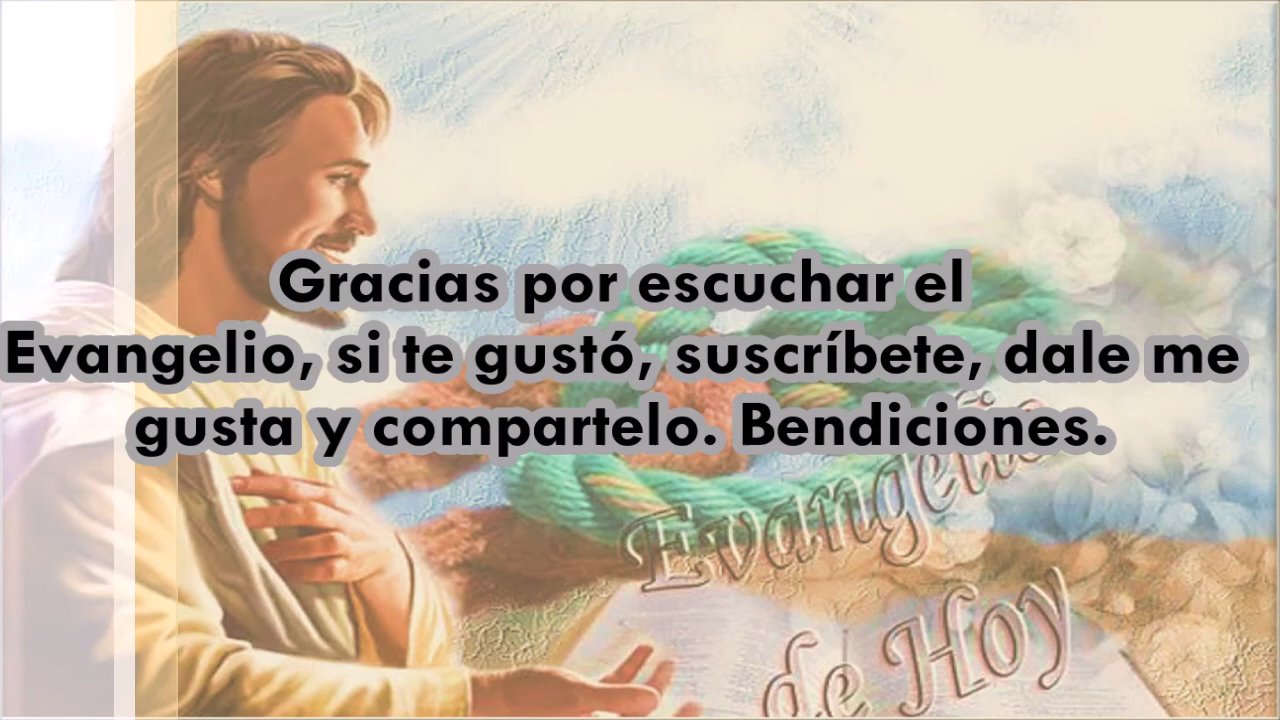 Gracias por escuchar el
Evangelio, si te gustó, suscríbete, dale me
gusta y compartelo. Bendiciones.
Evangelio
de Hoy